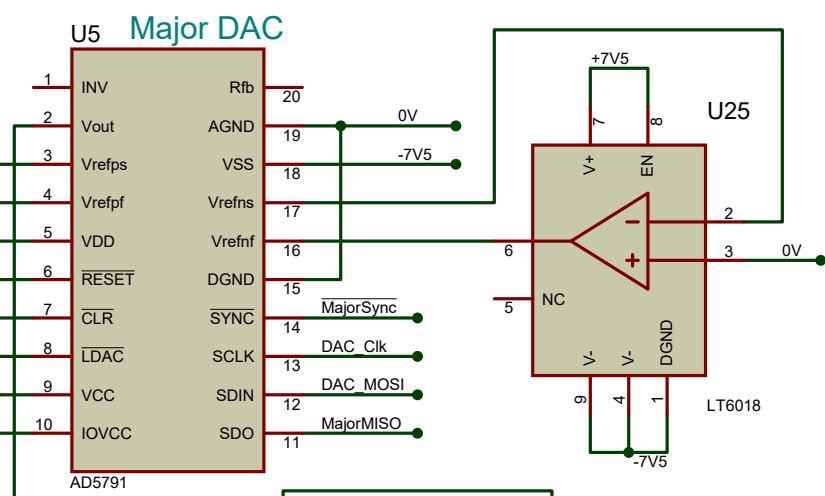 U5 Major DAC
1 INV Rfb 20
2 Vout AGND 19 0V
3 Vrefps VSS 18 -7V5
4 Vrefpf Vrefns 17
5 VDD Vrefnf 16
6 RESET DGND 15
7 CLR SYNC 14 MajorSync
8 LDAC SCLK 13 DAC_Clk
9 VCC SDIN 12 DAC_MOSI
10 IOVCC SDO 11 MajorMISO
AD5791
+7V5
U25
7 8
V+ EN
2
6 3 0V
5 NC
V- V- DGND
9 4 1
LT6018
-7V5